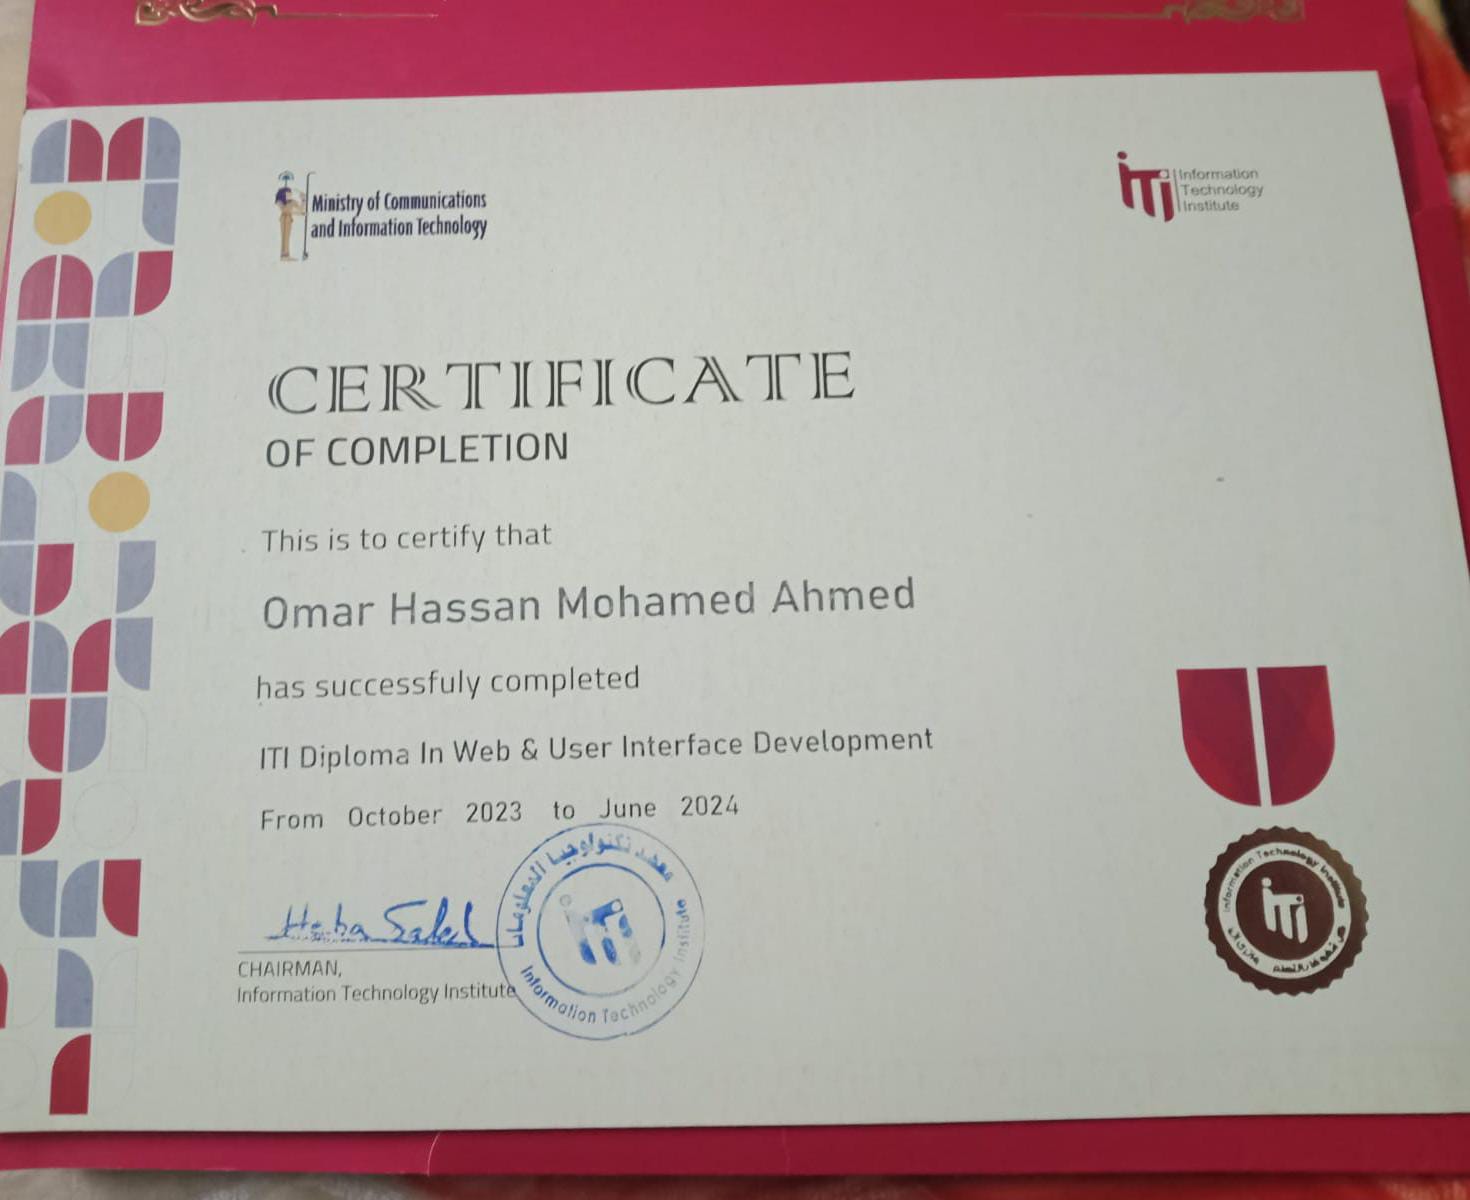 Ministry of Communications
and Information Technology
iTi
Information
Technology
Institute
CERTIFICATE
OF COMPLETION
This is to certify that
Omar Hassan Mohamed Ahmed
has successfuly completed
ITI Diploma In Web & User Interface Development
From October 2023 to June 2024
Heba Saleh
CHAIRMAN,
Information Technology Institute
معهد تكنولوجيا المعلومات
iTi
Information Technology Institute
Information Technology Institute
iTi